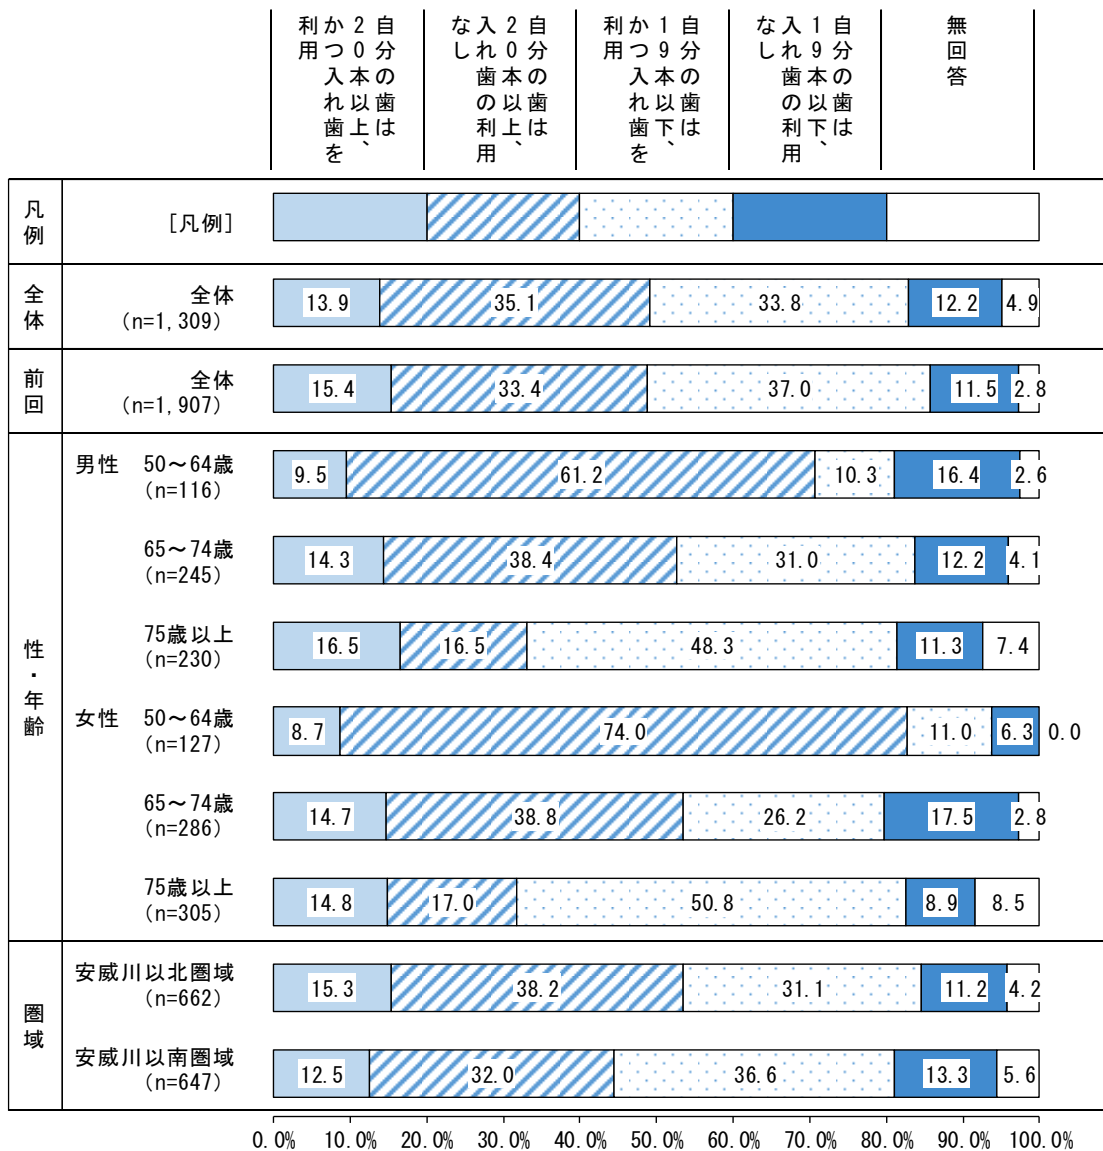 自分の歯は
20本以上、
かつ入れ歯を
利用
自分の歯は
20本以上、
入れ歯の利用
なし
自分の歯は
19本以下、
かつ入れ歯を
利用
自分の歯は
19本以下、
入れ歯の利用
なし
無回答
凡例
[凡例]
全体
全体
(n=1,309)
13.9 35.1 33.8 12.2 4.9
前回
全体
(n=1,907)
15.4 33.4 37.0 11.5 2.8
性・年齢
男性 50～64歳
(n=116)
9.5 61.2 10.3 16.4 2.6
65～74歳
(n=245)
14.3 38.4 31.0 12.2 4.1
75歳以上
(n=230)
16.5 16.5 48.3 11.3 7.4
女性 50～64歳
(n=127)
8.7 74.0 11.0 6.3 0.0
65～74歳
(n=286)
14.7 38.8 26.2 17.5 2.8
75歳以上
(n=305)
14.8 17.0 50.8 8.9 8.5
圏域
安威川以北圏域
(n=662)
15.3 38.2 31.1 11.2 4.2
安威川以南圏域
(n=647)
12.5 32.0 36.6 13.3 5.6
0.0% 10.0% 20.0% 30.0% 40.0% 50.0% 60.0% 70.0% 80.0% 90.0% 100.0%